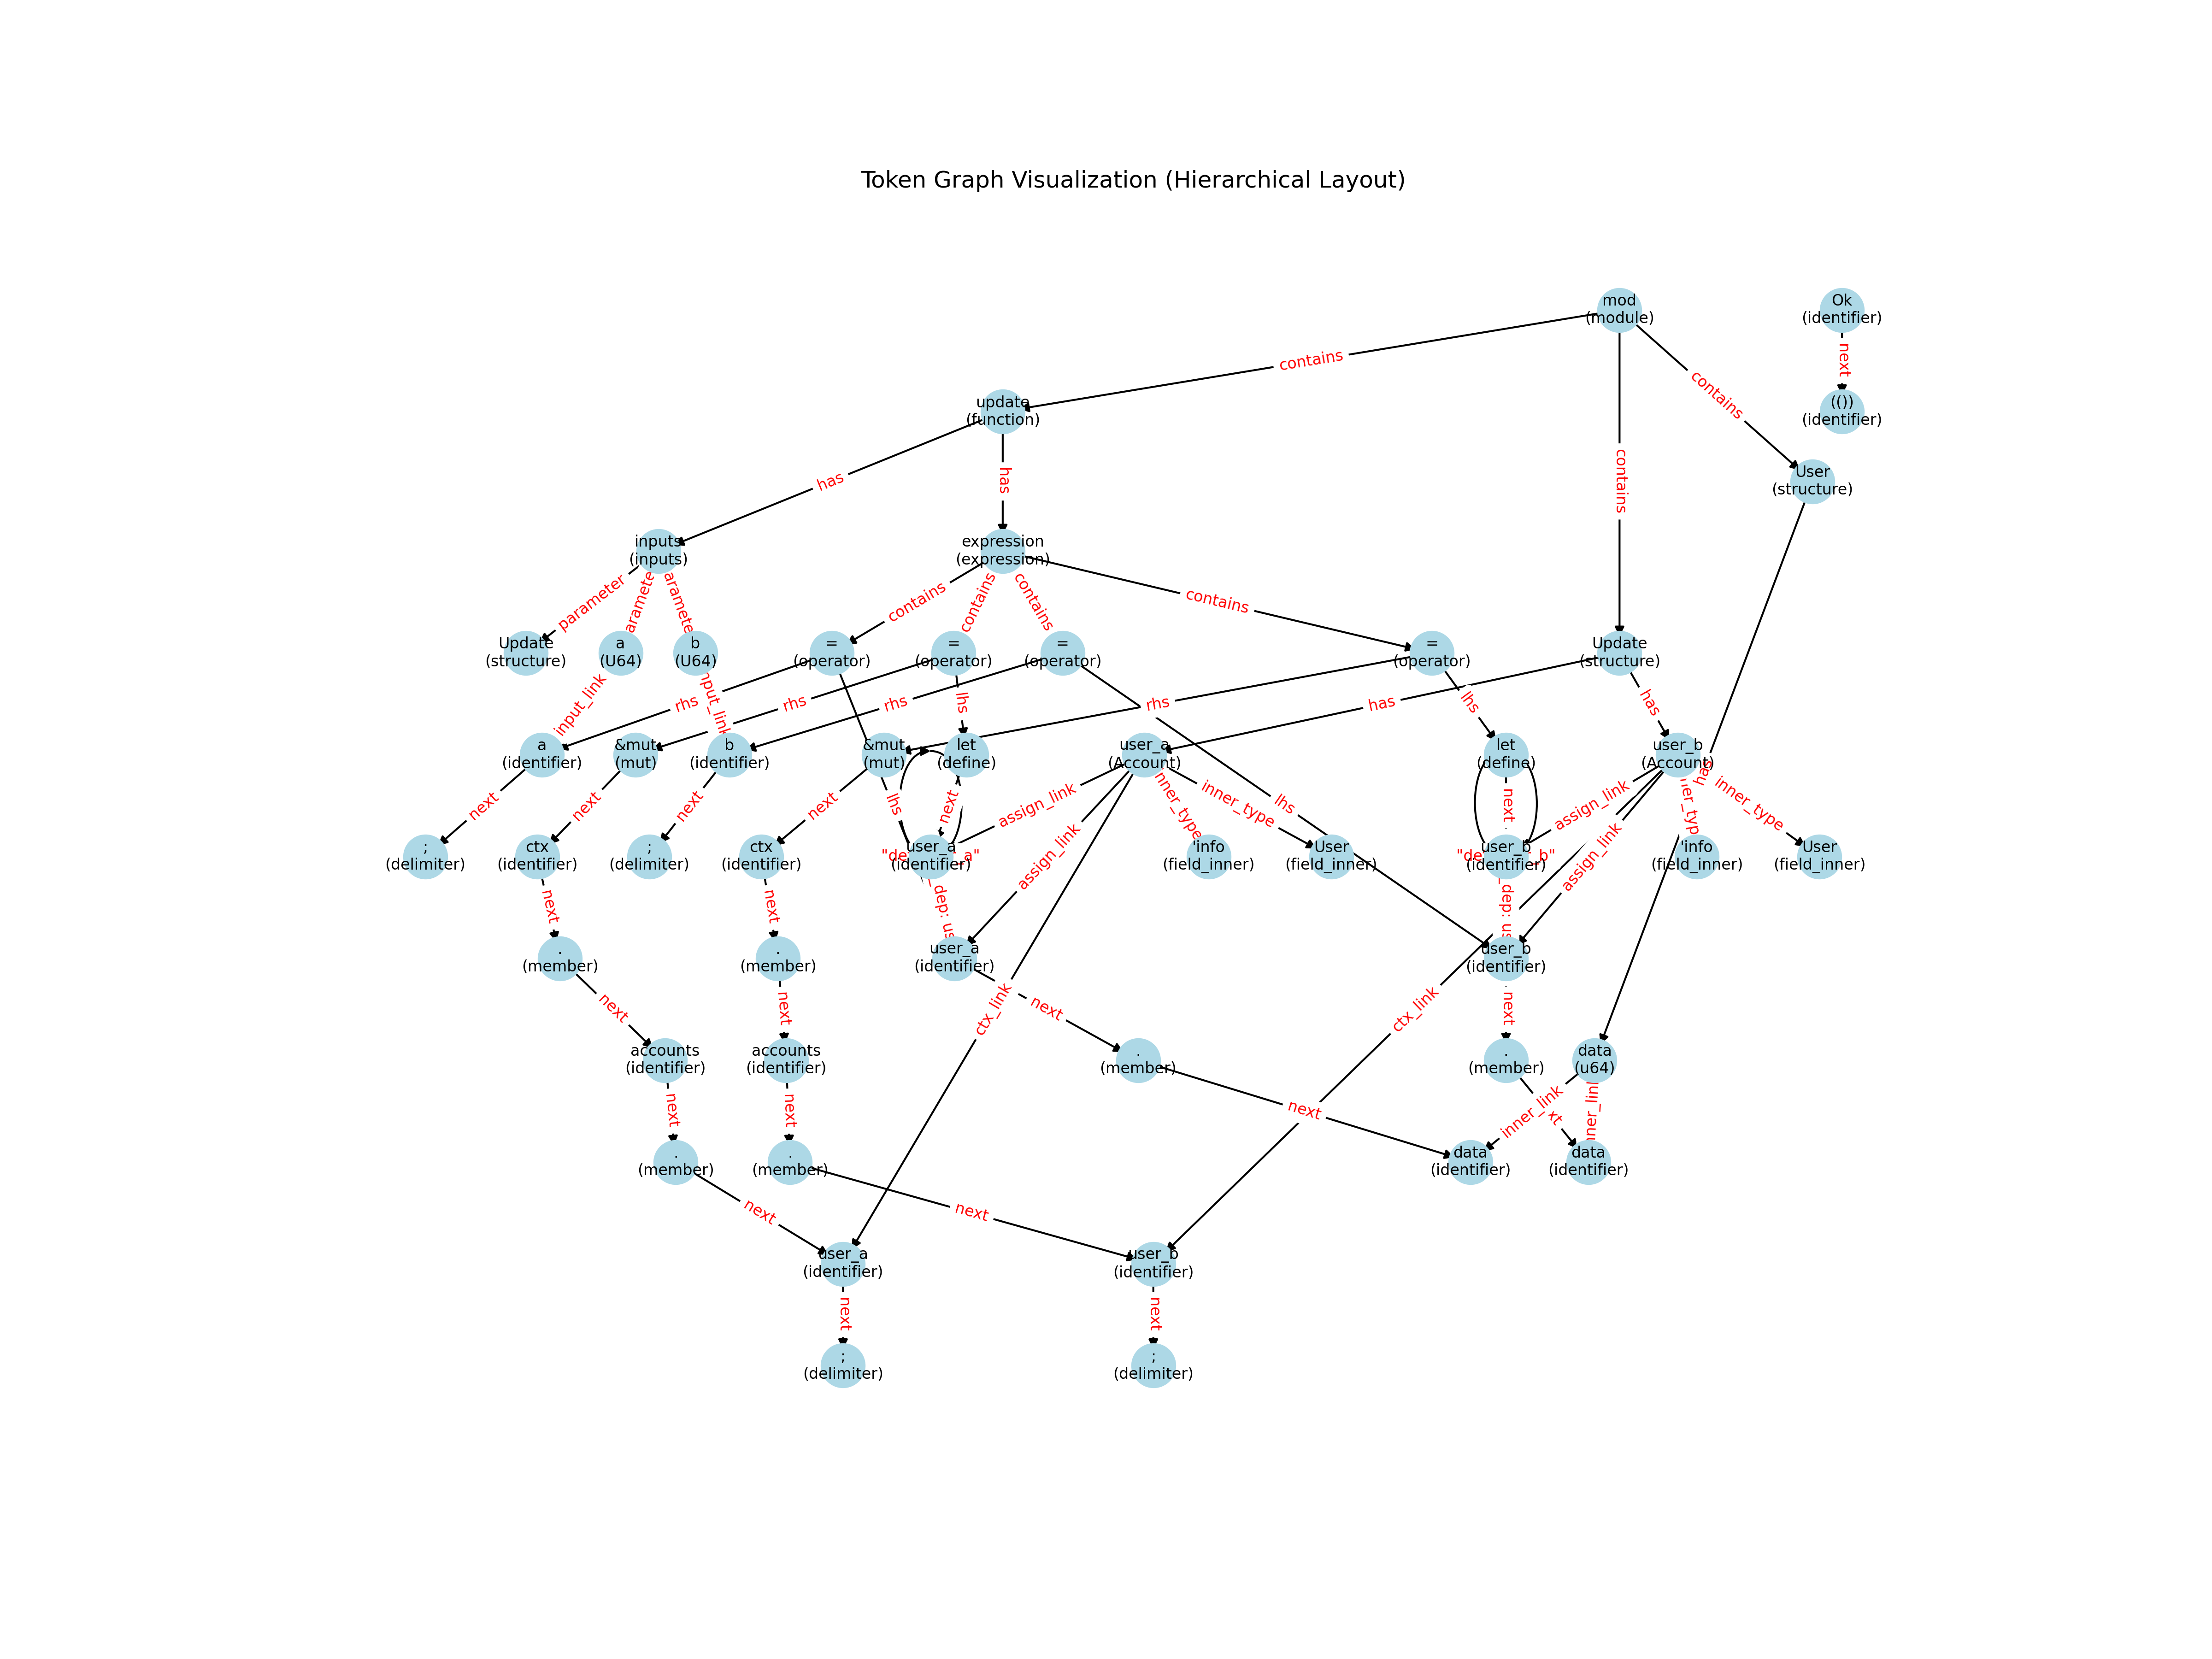 Token Graph Visualization (Hierarchical Layout)
mod
(module)
Ok
(identifier)
contains
next
contains
update
(function)
(())
(identifier)
has
has
contains
User
(structure)
inputs
(inputs)
expression
(expression)
parameter
aramete
aramete
contains
contains
contains
contains
Update
(structure)
a
(U64)
b
(U64)
=
(operator)
=
(operator)
=
(operator)
=
(operator)
Update
(structure)
input_link
nput_link
rhs
rhs
rhs
lhs
rhs
has
lhs
has
a
(identifier)
&mut
(mut)
b
(identifier)
&mut
(mut)
let
(define)
user_a
(Account)
let
(define)
user_b
(Account)
has
next
next
next
next
lhs
next
assign_link
assign_link
nner_type
inner_type
lhs
next
assign_link
assign_link
er_typ
inner_type
;
(delimiter)
ctx
(identifier)
;
(delimiter)
ctx
(identifier)
"de
a"
user_a
(identifier)
'info
(field_inner)
User
(field_inner)
"de
b"
user_b
(identifier)
'info
(field_inner)
User
(field_inner)
next
next
dep: us
dep: us
.
(member)
.
(member)
user_a
(identifier)
user_b
(identifier)
next
next
next
ctx_link
ctx_link
next
accounts
(identifier)
accounts
(identifier)
.
(member)
.
(member)
data
(u64)
next
next
next
inner_link
xt
nner_lin
.
(member)
.
(member)
data
(identifier)
data
(identifier)
next
next
user_a
(identifier)
user_b
(identifier)
next
next
;
(delimiter)
;
(delimiter)